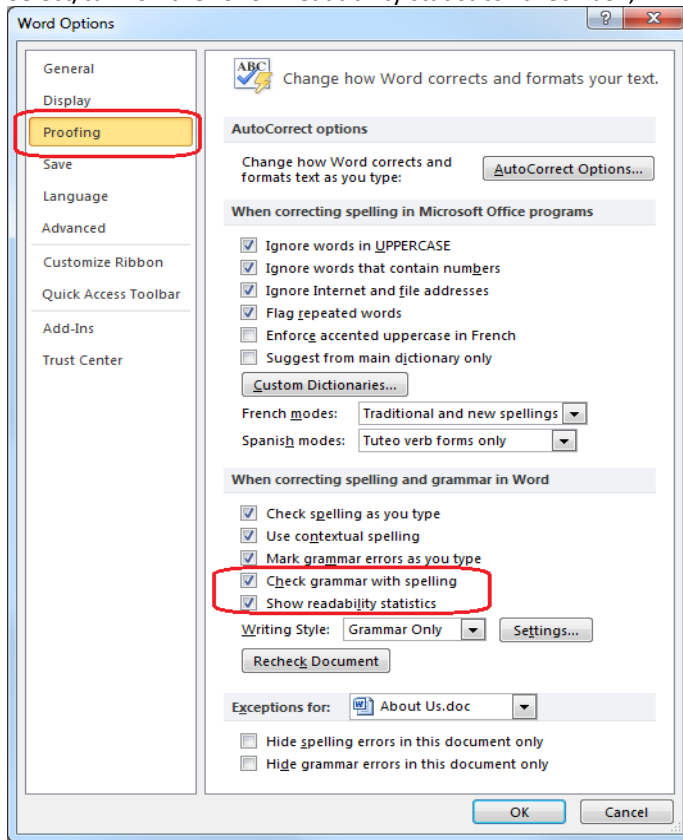 Word Options
General
Display
Proofing
Save
Language
Advanced
Customize Ribbon
Quick Access Toolbar
Add-Ins
Trust Center
ABC
Change how Word corrects and formats your text.
AutoCorrect options
Change how Word corrects and
formats text as you type:
AutoCorrect Options...
When correcting spelling in Microsoft Office programs
Ignore words in UPPERCASE
Ignore words that contain numbers
Ignore Internet and file addresses
Flag repeated words
Enforce accented uppercase in French
Suggest from main dictionary only
Custom Dictionaries...
French modes: Traditional and new spellings
Spanish modes: Tuteo verb forms only
When correcting spelling and grammar in Word
Check spelling as you type
Use contextual spelling
Mark grammar errors as you type
Check grammar with spelling
Show readability statistics
Writing Style: Grammar Only Settings...
Recheck Document
Exceptions for: About Us.doc
Hide spelling errors in this document only
Hide grammar errors in this document only
OK Cancel